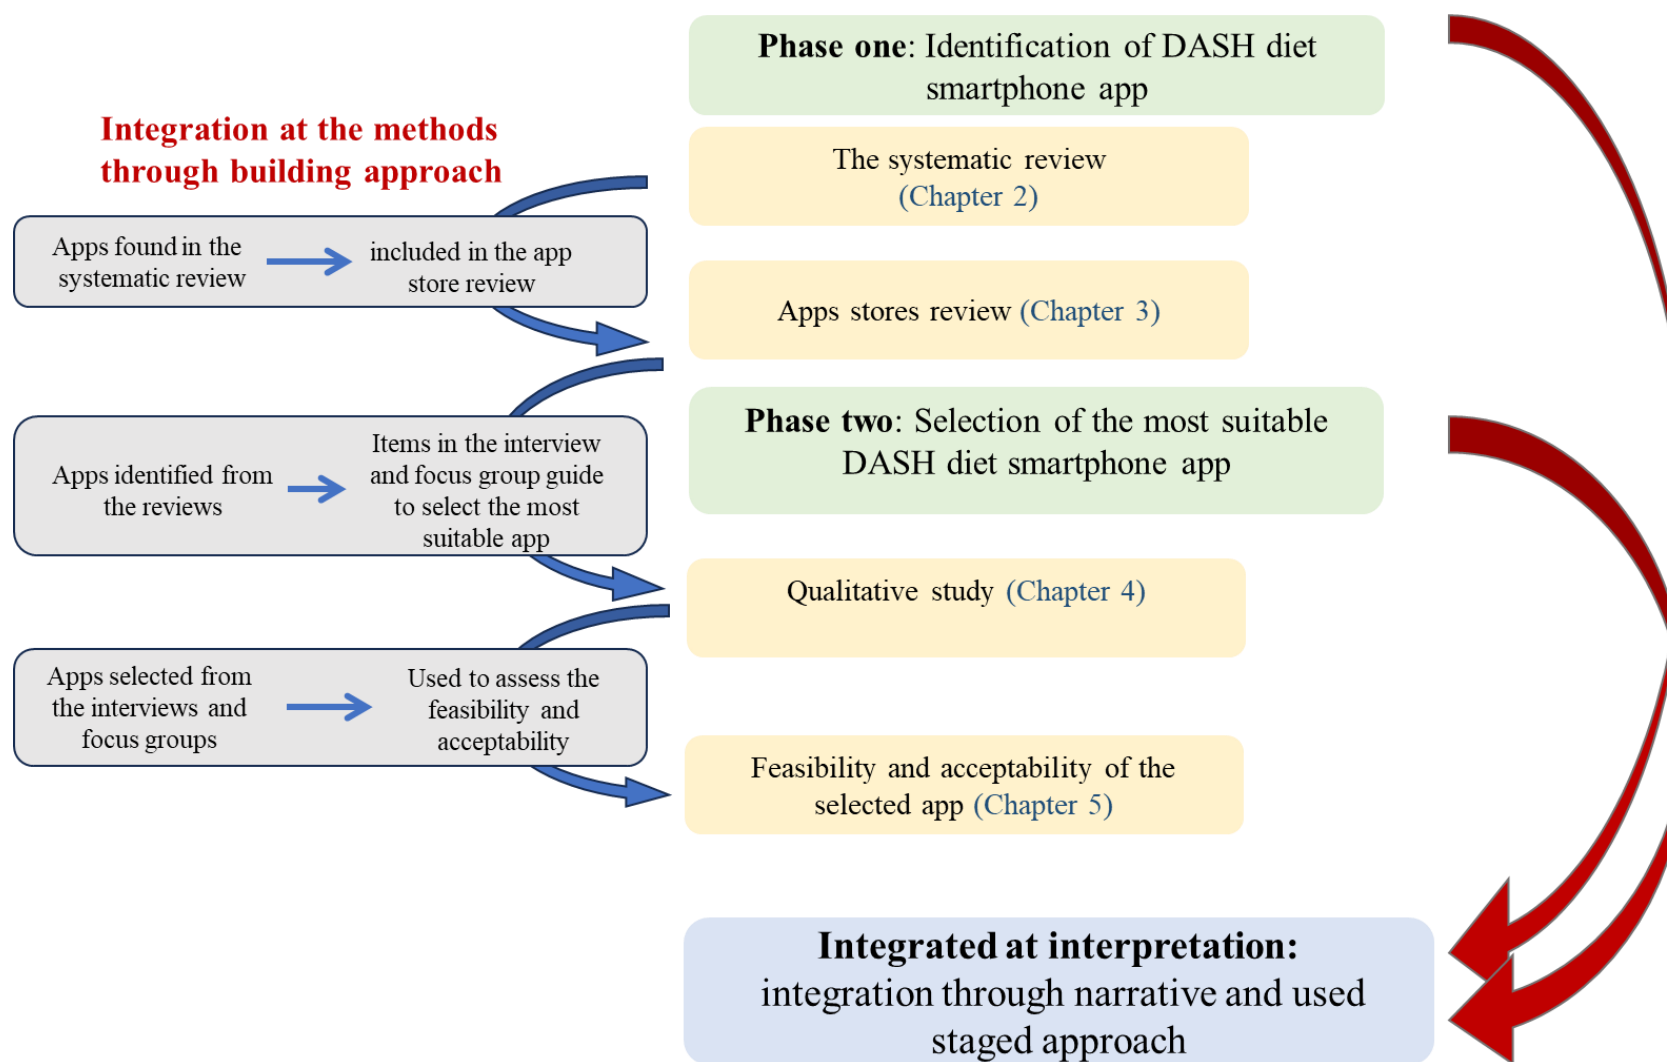 Phase one: Identification of DASH diet
smartphone app
Integration at the methods
through building approach
The systematic review
(Chapter 2)
Apps found in the
systematic review
included in the app
store review
Apps stores review (Chapter 3)
Phase two: Selection of the most suitable
DASH diet smartphone app
Apps identified from
the reviews
Items in the interview
and focus group guide
to select the most
suitable app
Qualitative study (Chapter 4)
Apps selected from
the interviews and
focus groups
Used to assess the
feasibility and
acceptability
Feasibility and acceptability of the
selected app (Chapter 5)
Integrated at interpretation:
integration through narrative and used
staged approach